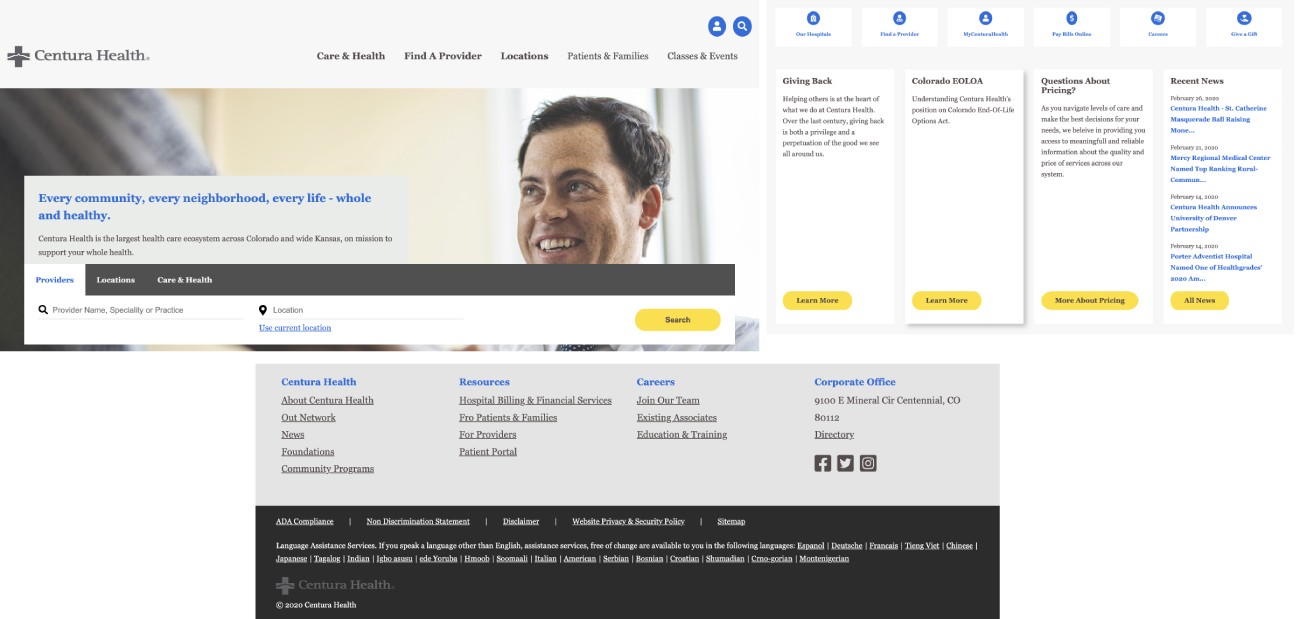 Centura Health
Care & Health
Find A Provider
Locations
Patients & Families
Classes & Events
Every community, every neighborhood, every life - whole
and healthy.
Centura Health is the largest health care ecosystem across Colorado and wide Kansas, on mission to
support your whole health.
Providers
Locations
Care & Health
Provider Name, Speciality or Practice
Location
Use current location
Search
Our Hospitals
Find a Provider
MyCenturaHealth
Pay Bills Online
Careers
Give a Gift
Giving Back
Helping others is at the heart of
what we do at Centura Health.
Over the last century, giving back
is both a privilege and a
perpetuation of the good we see
all around us.
Learn More
Colorado EOLOA
Understanding Centura Health's
position on Colorado End-Of-Life
Options Act.
Learn More
Questions About
Pricing?
As you navigate levels of care and
make the best decisions for your
needs, we beleive in providing you
access to meaningfull and reliable
information about the quality and
price of services across our
system.
More About Pricing
Recent News
February 26, 2020
Centura Health - St. Catherine
Masquerade Ball Raising
Mone...
February 21, 2020
Mercy Regional Medical Center
Named Top Ranking Rural-
Commun...
February 14, 2020
Centura Health Announces
University of Denver
Partnership
February 14, 2020
Porter Adventist Hospital
Named One of Healthgrades'
2020 Am...
All News
Centura Health
About Centura Health
Out Network
News
Foundations
Community Programs
Resources
Hospital Billing & Financial Services
Fro Patients & Families
For Providers
Patient Portal
Careers
Join Our Team
Existing Associates
Education & Training
Corporate Office
9100 E Mineral Cir Centennial, CO
80112
Directory
ADA Compliance | Non Discrimination Statement | Disclaimer | Website Privacy & Security Policy | Sitemap
Language Assistance Services. If you speak a language other than English, assistance services, free of change are available to you in the following languages: Espanol | Deutsche | Francais | Tieng Viet | Chinese |
Japanese | Tagalog | Indian | Igbo asusu | ede Yoruba | Hmoob | Soomaali | Italian | American | Serbian | Bosnian | Croatian | Shumadian | Crno-gorian | Montenigerian
Centura Health
© 2020 Centura Health